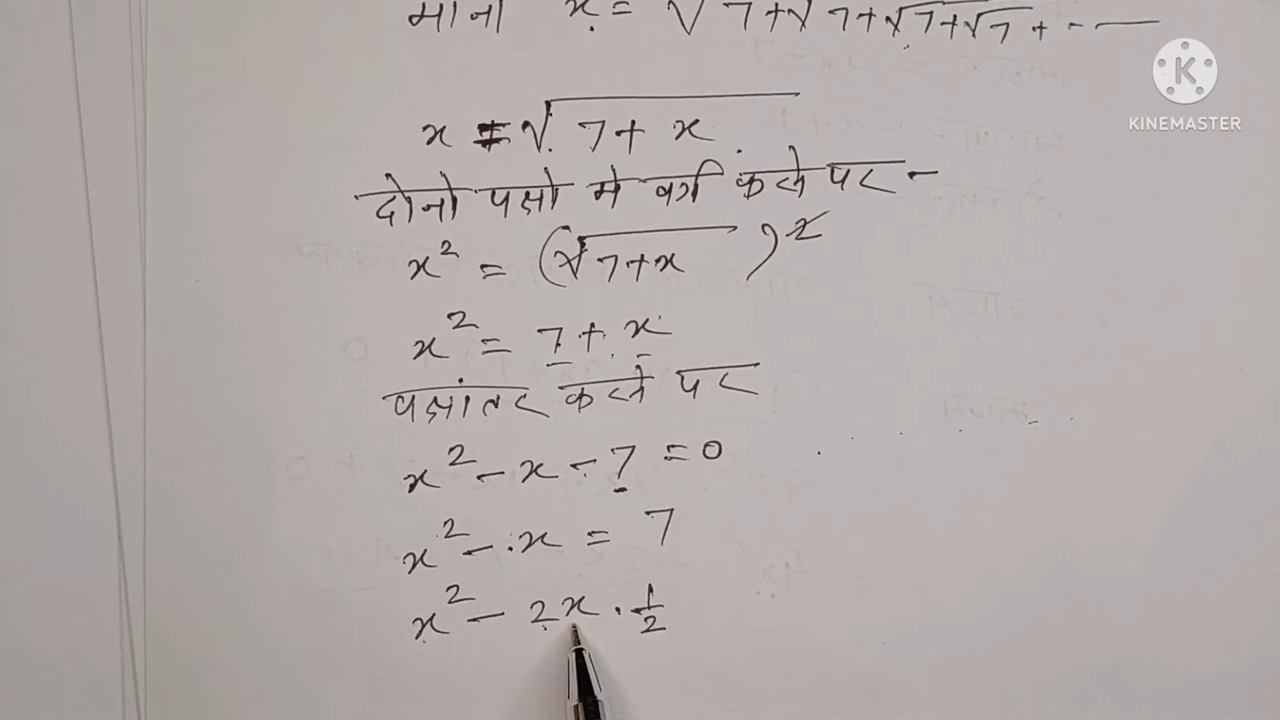 माना x = √7+√7+√7+√7+ - -
x = √7+x
दोनो पक्षो मे वर्ग करने पर -
x² = (√7+x)²
x² = 7+x
पक्षांतर करने पर
x² - x - 7 = 0
x² - x = 7
x² - 2x · 1/2
KINEMASTER